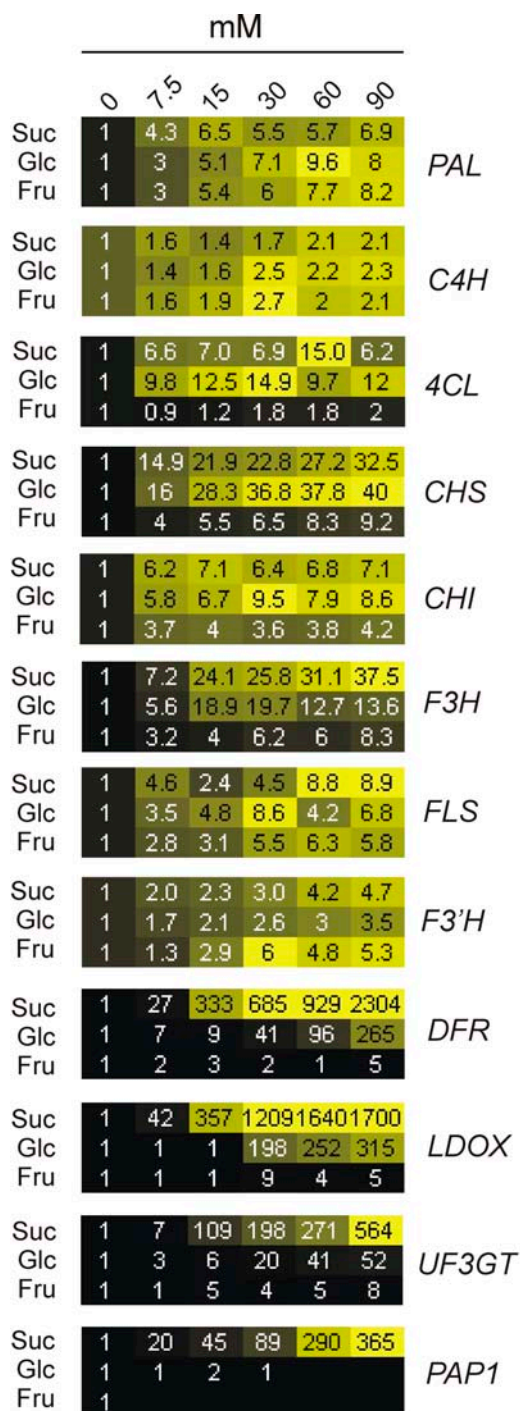 mM
0 7.5 15 30 60 90
Suc 1 4.3 6.5 5.5 5.7 6.9
Glc 1 3 5.1 7.1 9.6 8 PAL
Fru 1 3 5.4 6 7.7 8.2
Suc 1 1.6 1.4 1.7 2.1 2.1
Glc 1 1.4 1.6 2.5 2.2 2.3 C4H
Fru 1 1.6 1.9 2.7 2 2.1
Suc 1 6.6 7.0 6.9 15.0 6.2
Glc 1 9.8 12.5 14.9 9.7 12 4CL
Fru 1 0.9 1.2 1.8 1.8 2
Suc 1 14.9 21.9 22.8 27.2 32.5
Glc 1 16 28.3 36.8 37.8 40 CHS
Fru 1 4 5.5 6.5 8.3 9.2
Suc 1 6.2 7.1 6.4 6.8 7.1
Glc 1 5.8 6.7 9.5 7.9 8.6 CHI
Fru 1 3.7 4 3.6 3.8 4.2
Suc 1 7.2 24.1 25.8 31.1 37.5
Glc 1 5.6 18.9 19.7 12.7 13.6 F3H
Fru 1 3.2 4 6.2 6 8.3
Suc 1 4.6 2.4 4.5 8.8 8.9
Glc 1 3.5 4.8 8.6 4.2 6.8 FLS
Fru 1 2.8 3.1 5.5 6.3 5.8
Suc 1 2.0 2.3 3.0 4.2 4.7
Glc 1 1.7 2.1 2.6 3 3.5 F3'H
Fru 1 1.3 2.9 6 4.8 5.3
Suc 1 27 333 685 929 2304
Glc 1 7 9 41 96 265 DFR
Fru 1 2 3 2 1 5
Suc 1 42 357 1209 1640 1700
Glc 1 1 1 198 252 315 LDOX
Fru 1 1 1 9 4 5
Suc 1 7 109 198 271 564
Glc 1 3 6 20 41 52 UF3GT
Fru 1 1 5 4 5 8
Suc 1 20 45 89 290 365
Glc 1 1 2 1 PAP1
Fru 1